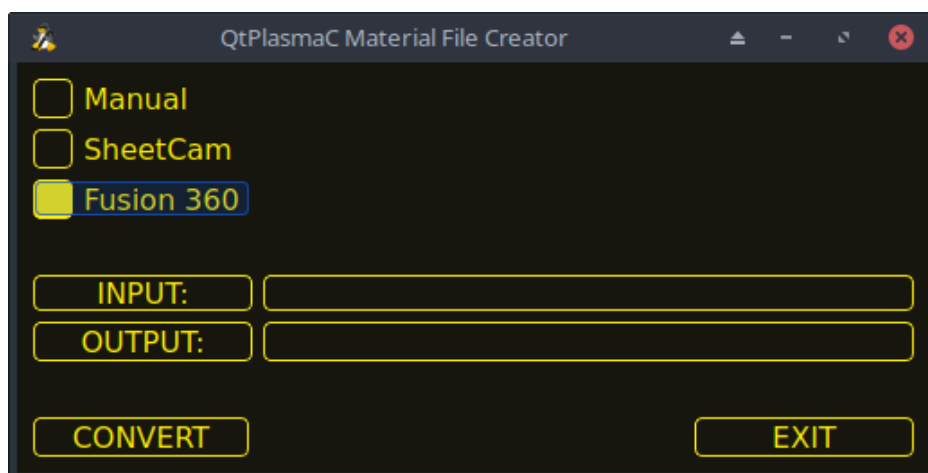 QtPlasmaC Material File Creator
Manual
SheetCam
Fusion 360
INPUT:
OUTPUT:
CONVERT EXIT